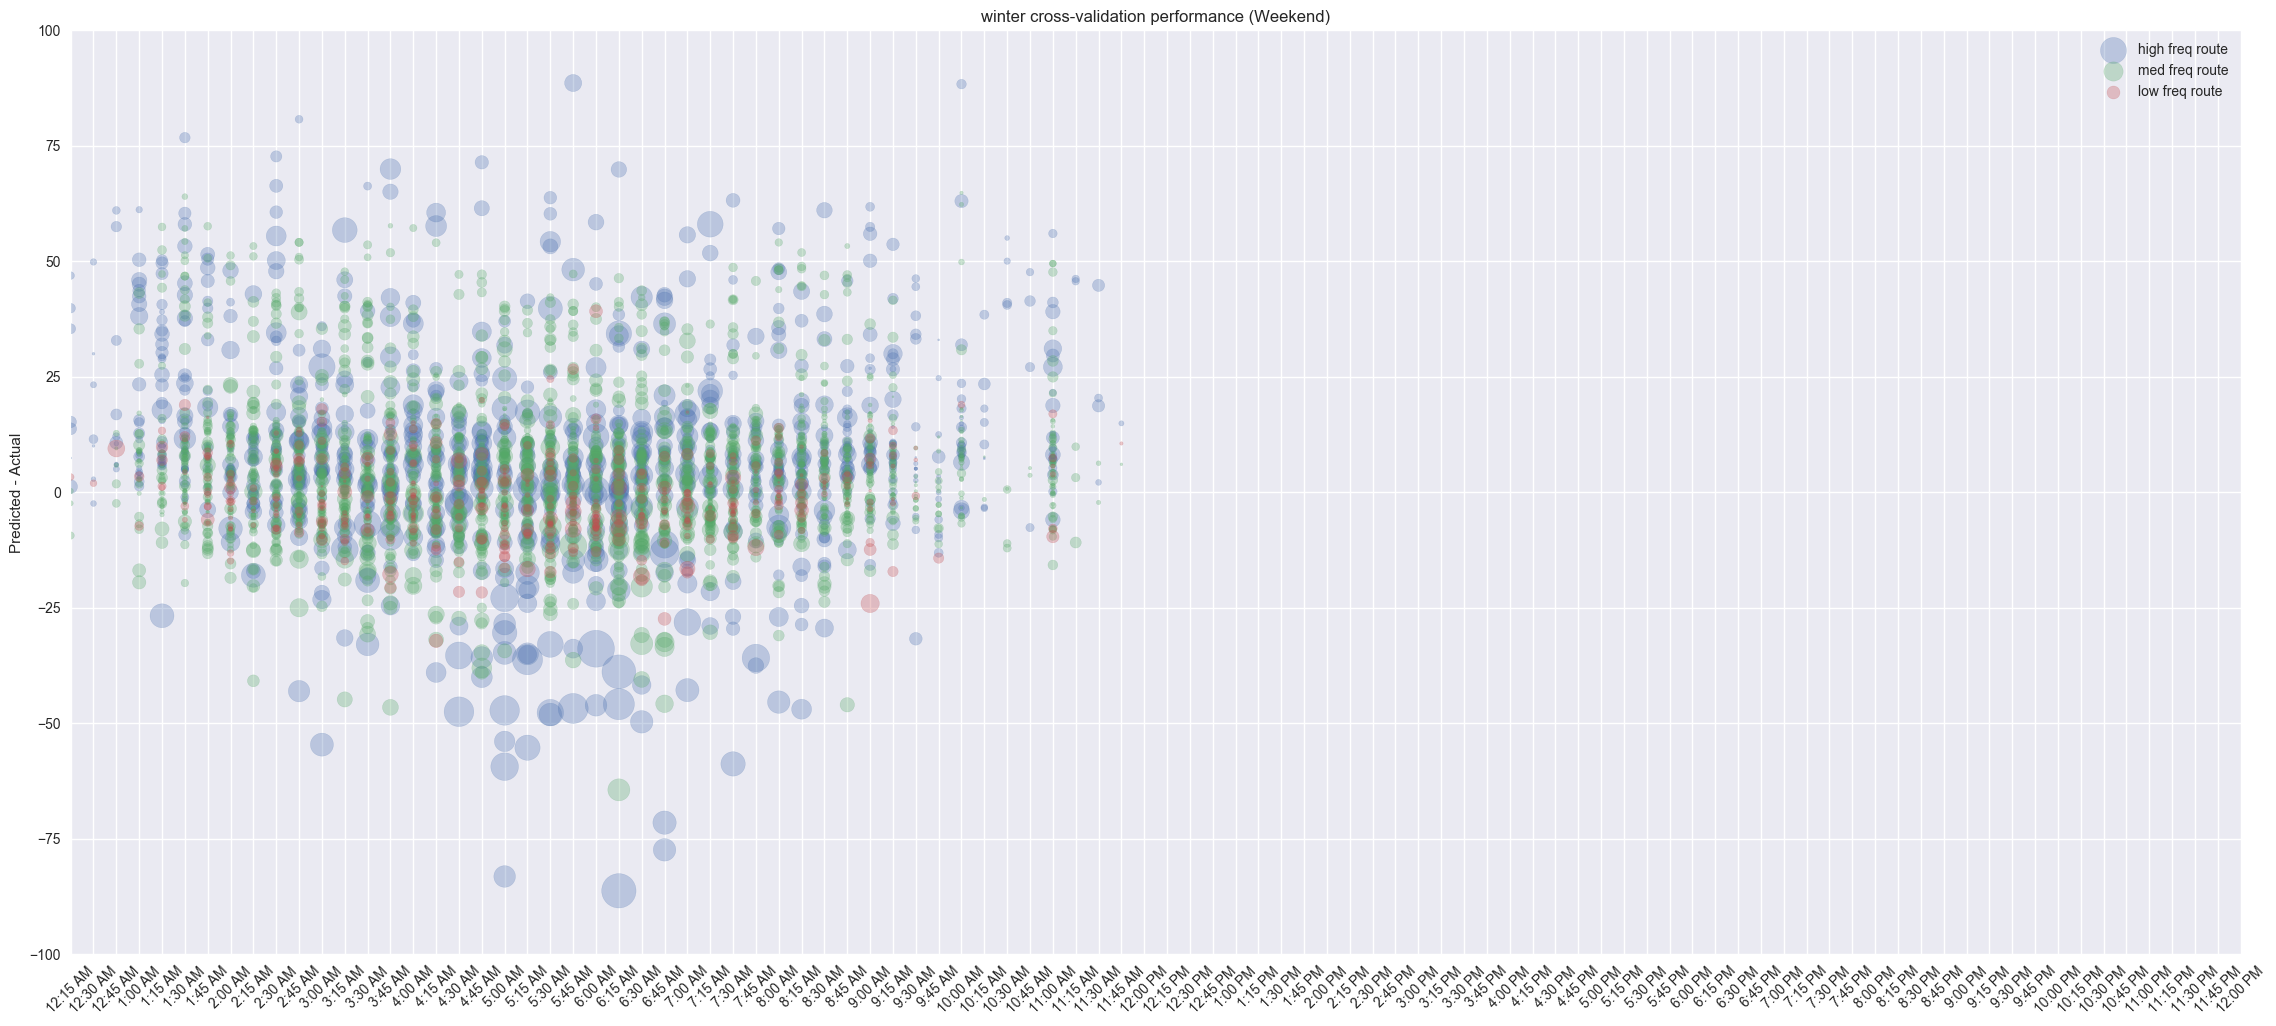 winter cross-validation performance (Weekend)
100
75
50
25
0
−25
−50
−75
−100
Predicted - Actual
high freq route
med freq route
low freq route
12:15 AM
12:30 AM
12:45 AM
1:00 AM
1:15 AM
1:30 AM
1:45 AM
2:00 AM
2:15 AM
2:30 AM
2:45 AM
3:00 AM
3:15 AM
3:30 AM
3:45 AM
4:00 AM
4:15 AM
4:30 AM
4:45 AM
5:00 AM
5:15 AM
5:30 AM
5:45 AM
6:00 AM
6:15 AM
6:30 AM
6:45 AM
7:00 AM
7:15 AM
7:30 AM
7:45 AM
8:00 AM
8:15 AM
8:30 AM
8:45 AM
9:00 AM
9:15 AM
9:30 AM
9:45 AM
10:00 AM
10:15 AM
10:30 AM
10:45 AM
11:00 AM
11:15 AM
11:30 AM
11:45 AM
12:00 PM
12:15 PM
12:30 PM
12:45 PM
1:00 PM
1:15 PM
1:30 PM
1:45 PM
2:00 PM
2:15 PM
2:30 PM
2:45 PM
3:00 PM
3:15 PM
3:30 PM
3:45 PM
4:00 PM
4:15 PM
4:30 PM
4:45 PM
5:00 PM
5:15 PM
5:30 PM
5:45 PM
6:00 PM
6:15 PM
6:30 PM
6:45 PM
7:00 PM
7:15 PM
7:30 PM
7:45 PM
8:00 PM
8:15 PM
8:30 PM
8:45 PM
9:00 PM
9:15 PM
9:30 PM
9:45 PM
10:00 PM
10:15 PM
10:30 PM
10:45 PM
11:00 PM
11:15 PM
11:30 PM
11:45 PM
12:00 PM